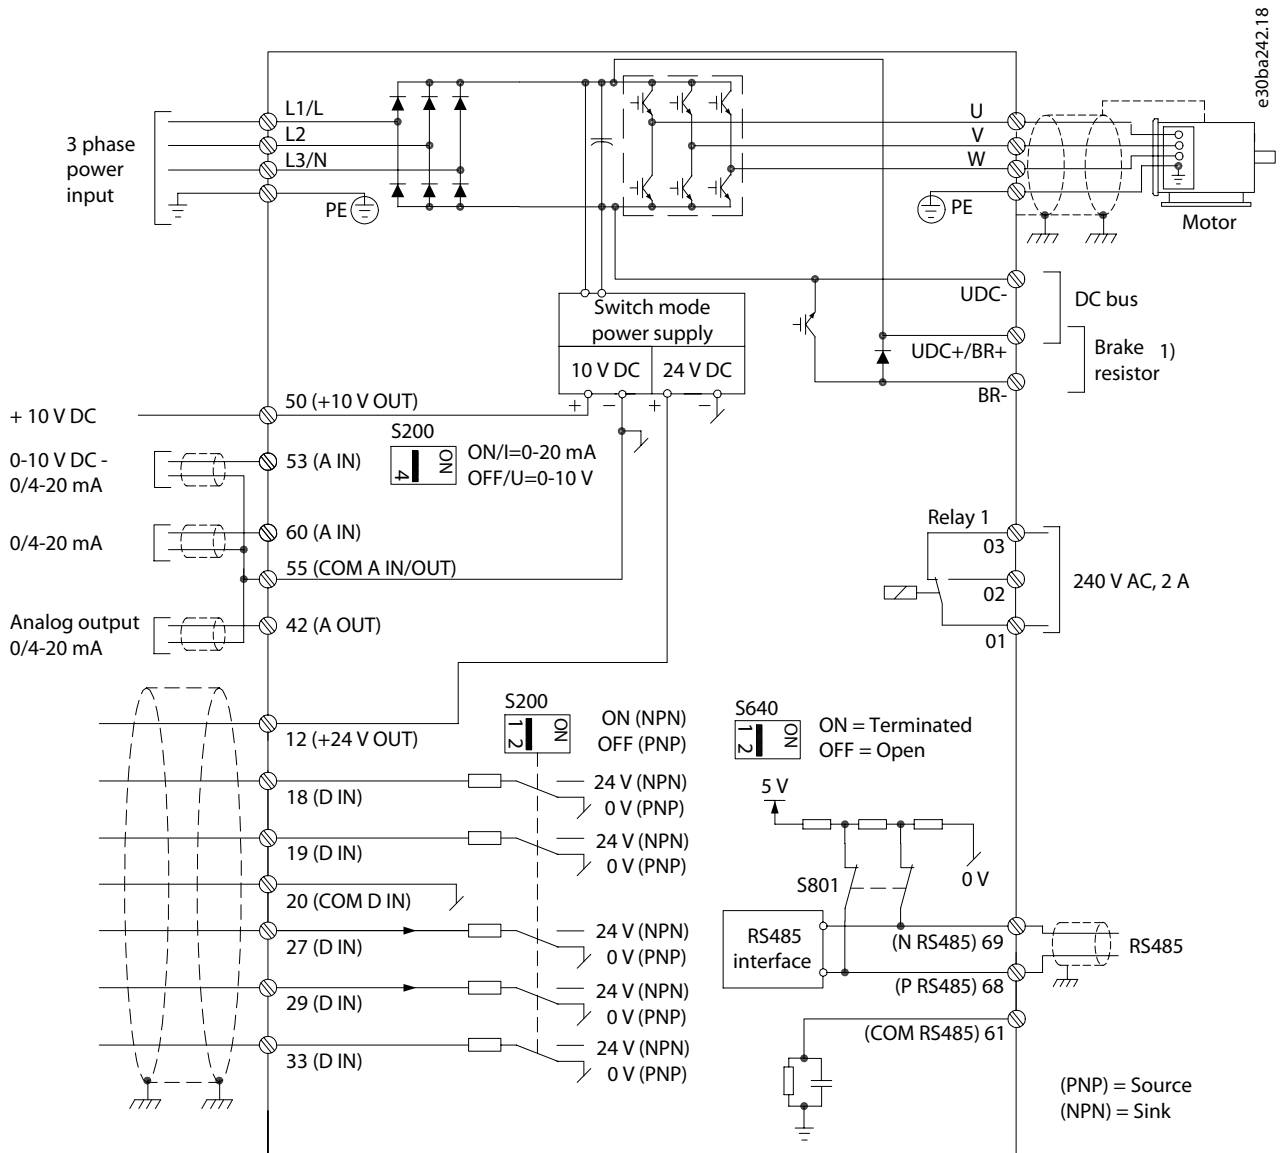 e30ba242.18
3 phase
power
input
L1/L
L2
L3/N
PE
U
V
W
PE
Motor
UDC-
DC bus
UDC+/BR+
Brake 1)
resistor
BR-
Switch mode
power supply
10 V DC
24 V DC
+ − + −
+ 10 V DC
50 (+10 V OUT)
S200
ON
4
ON/I=0-20 mA
OFF/U=0-10 V
0-10 V DC -
0/4-20 mA
53 (A IN)
0/4-20 mA
60 (A IN)
55 (COM A IN/OUT)
Analog output
0/4-20 mA
42 (A OUT)
Relay 1
03
02
01
240 V AC, 2 A
12 (+24 V OUT)
S200
ON
1 2
ON (NPN)
OFF (PNP)
18 (D IN)
24 V (NPN)
0 V (PNP)
19 (D IN)
24 V (NPN)
0 V (PNP)
20 (COM D IN)
27 (D IN)
24 V (NPN)
0 V (PNP)
29 (D IN)
24 V (NPN)
0 V (PNP)
33 (D IN)
24 V (NPN)
0 V (PNP)
S640
ON
1 2
ON = Terminated
OFF = Open
5 V
0 V
S801
RS485
interface
(N RS485) 69
RS485
(P RS485) 68
(COM RS485) 61
(PNP) = Source
(NPN) = Sink